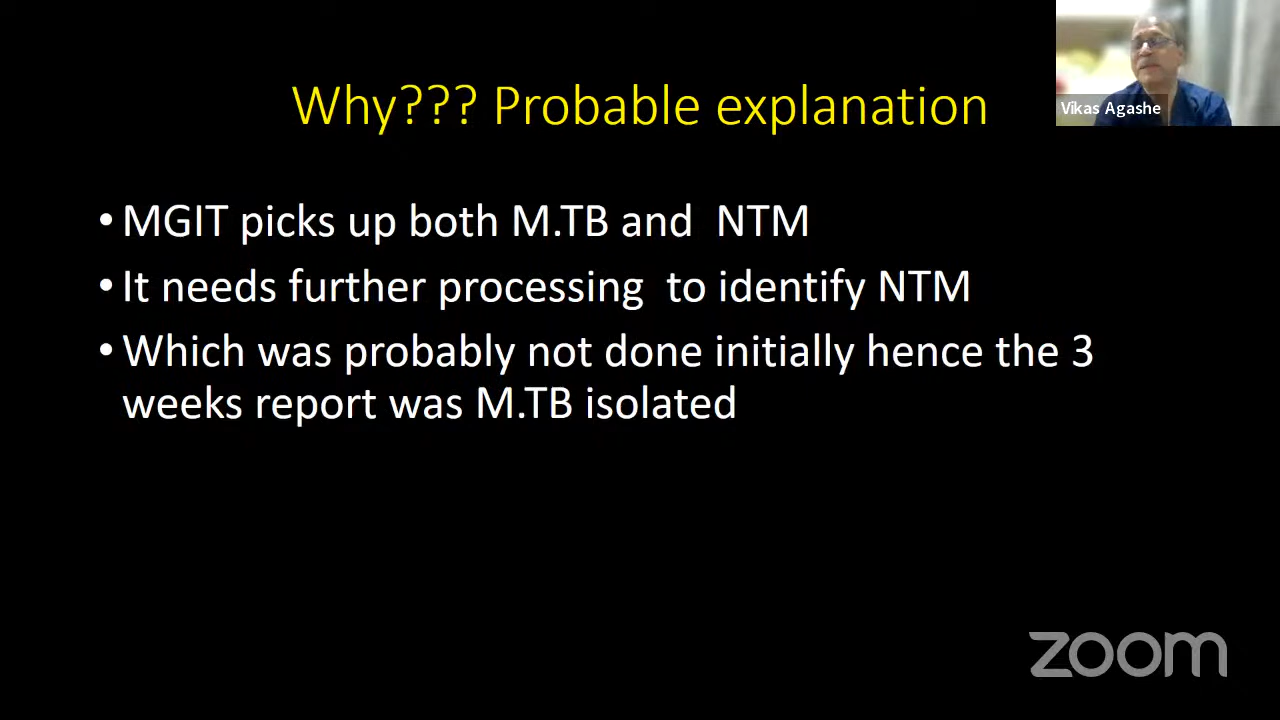 Vikas Agashe
Why??? Probable explanation
• MGIT picks up both M.TB and  NTM
• It needs further processing  to identify NTM
• Which was probably not done initially hence the 3
weeks report was M.TB isolated
zoom